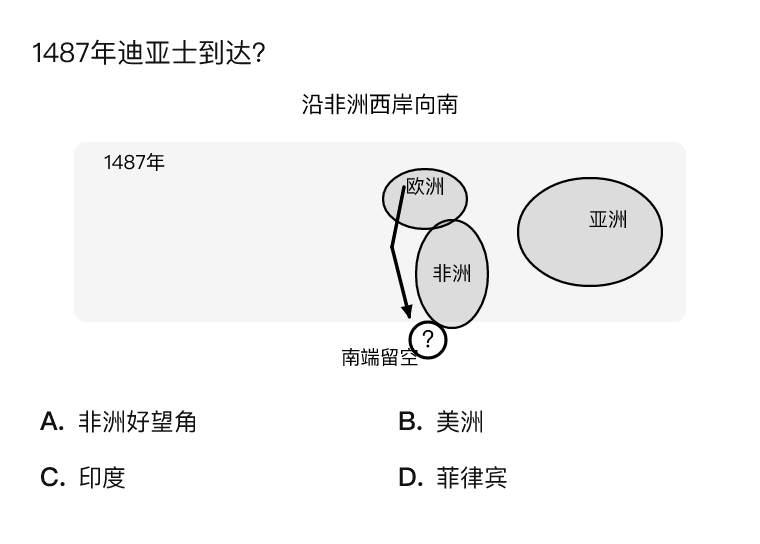 1487年迪亚士到达?
沿非洲西岸向南
1487年
欧洲
亚洲
非洲
?
南端留空
A. 非洲好望角
B. 美洲
C. 印度
D. 菲律宾